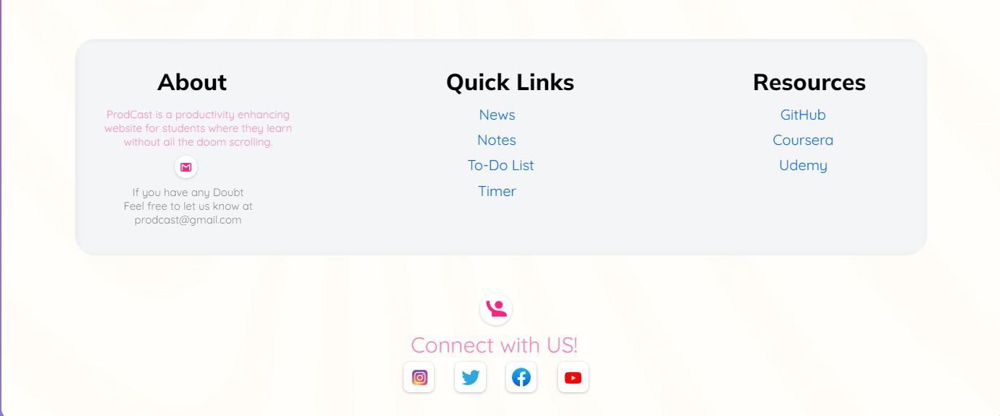 About
ProdCast is a productivity enhancing
website for students where they learn
without all the doom scrolling.
If you have any Doubt
Feel free to let us know at
prodcast@gmail.com
Quick Links
News
Notes
To-Do List
Timer
Resources
GitHub
Coursera
Udemy
Connect with US!